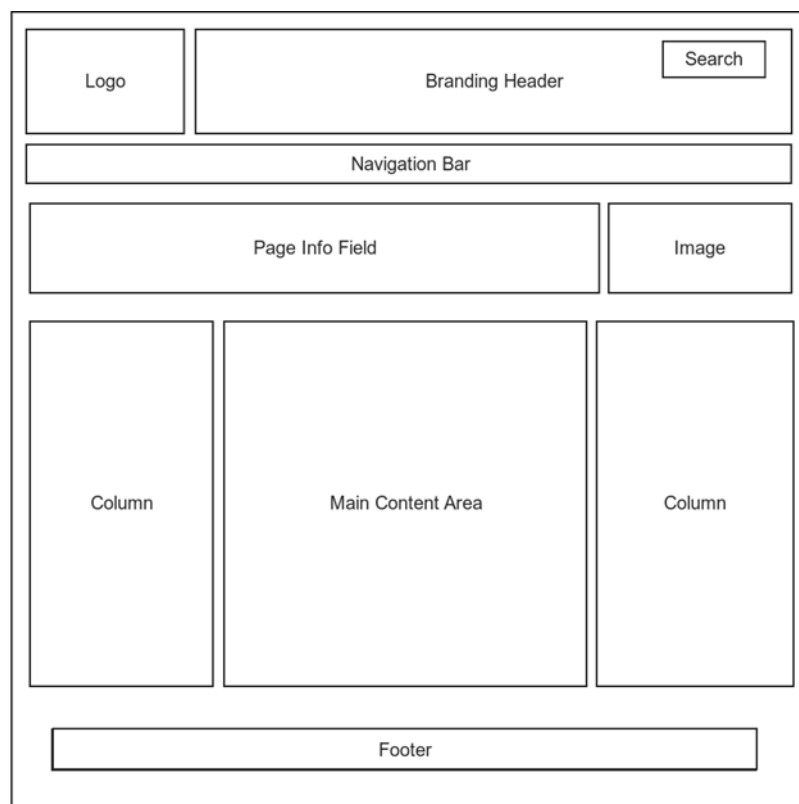 Logo
Branding Header
Search
Navigation Bar
Page Info Field
Image
Column
Main Content Area
Column
Footer